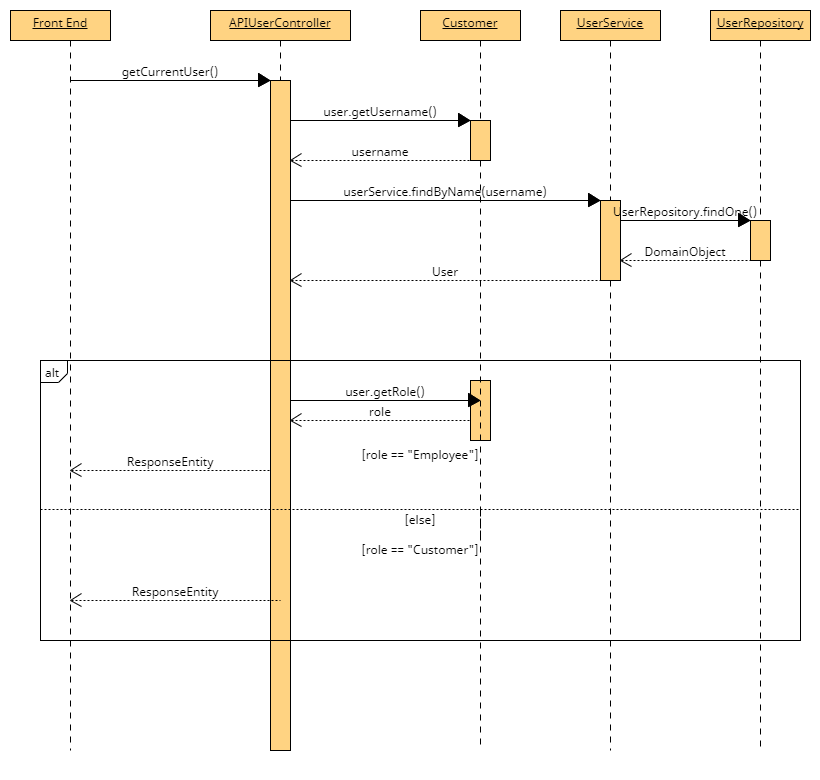 Front End
APIUserController
Customer
UserService
UserRepository
getCurrentUser()
user.getUsername()
username
userService.findByName(username)
UserRepository.findOne()
DomainObject
User
alt
user.getRole()
role
[role == "Employee"]
ResponseEntity
[else]
[role == "Customer"]
ResponseEntity